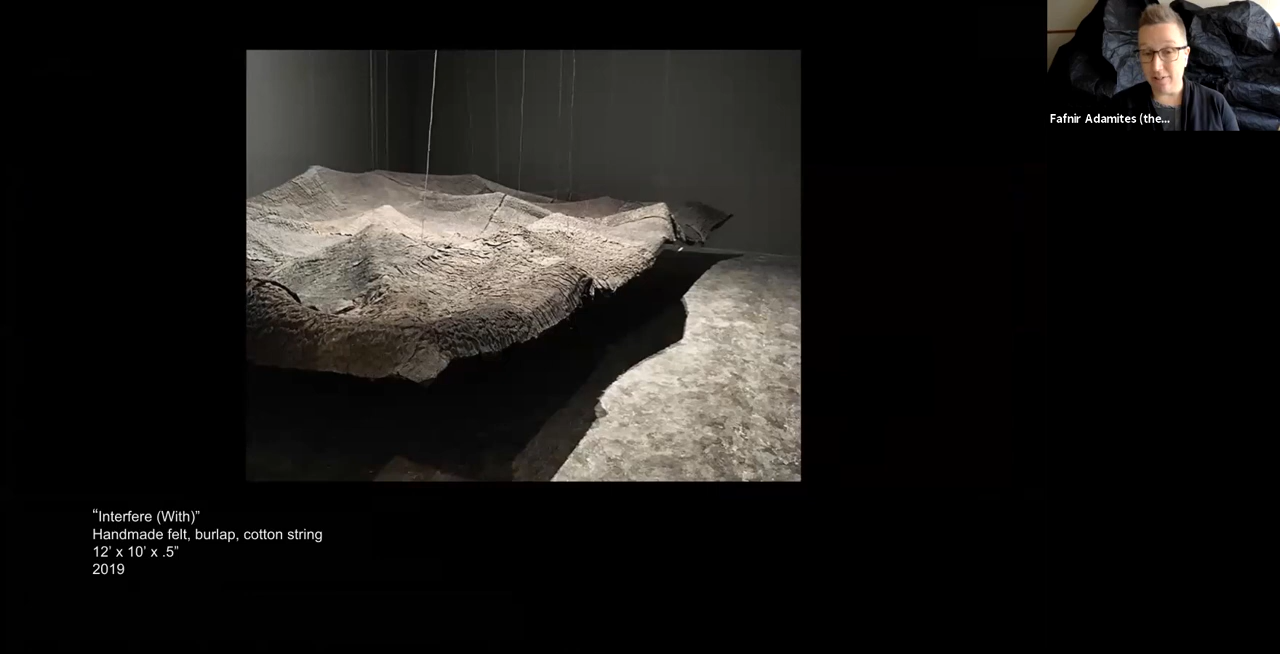 Fafnir Adamites (the...
“Interfere (With)”
Handmade felt, burlap, cotton string
12’ x 10’ x .5”
2019